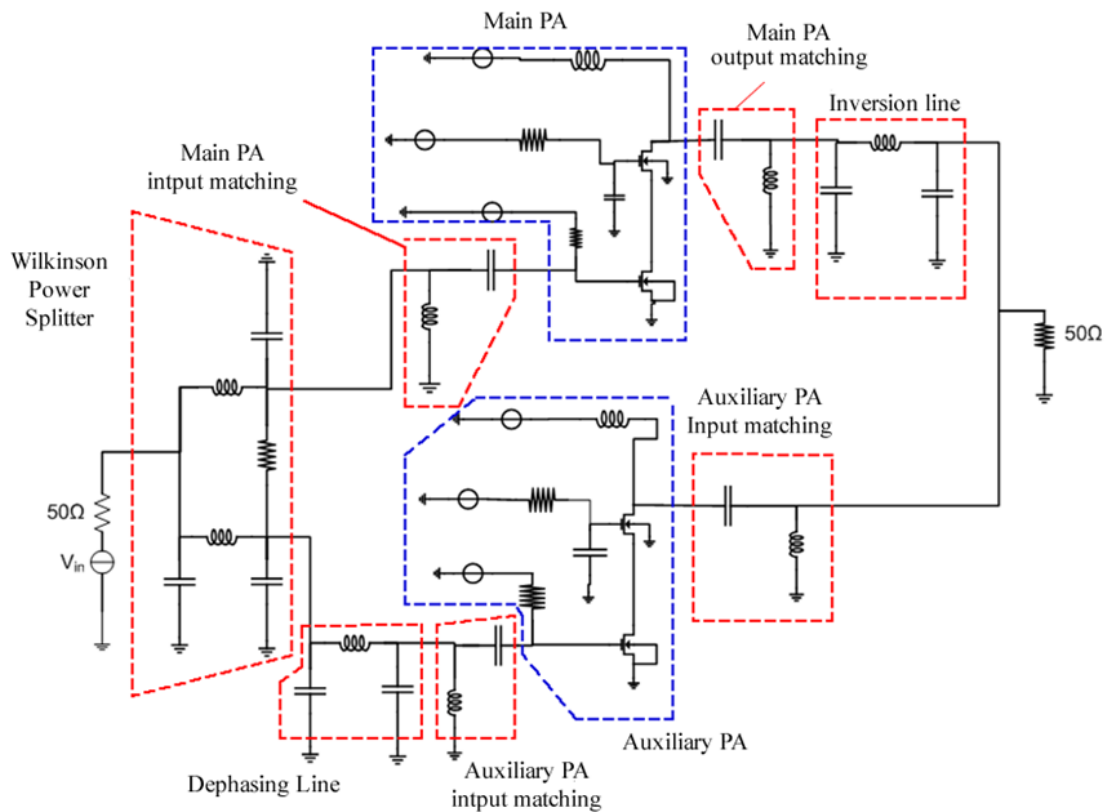 Main PA
Main PA
output matching
Inversion line
Main PA
intput matching
Wilkinson
Power
Splitter
50Ω
Auxiliary PA
Input matching
50Ω
Vin
Auxiliary PA
Dephasing Line
Auxiliary PA
intput matching